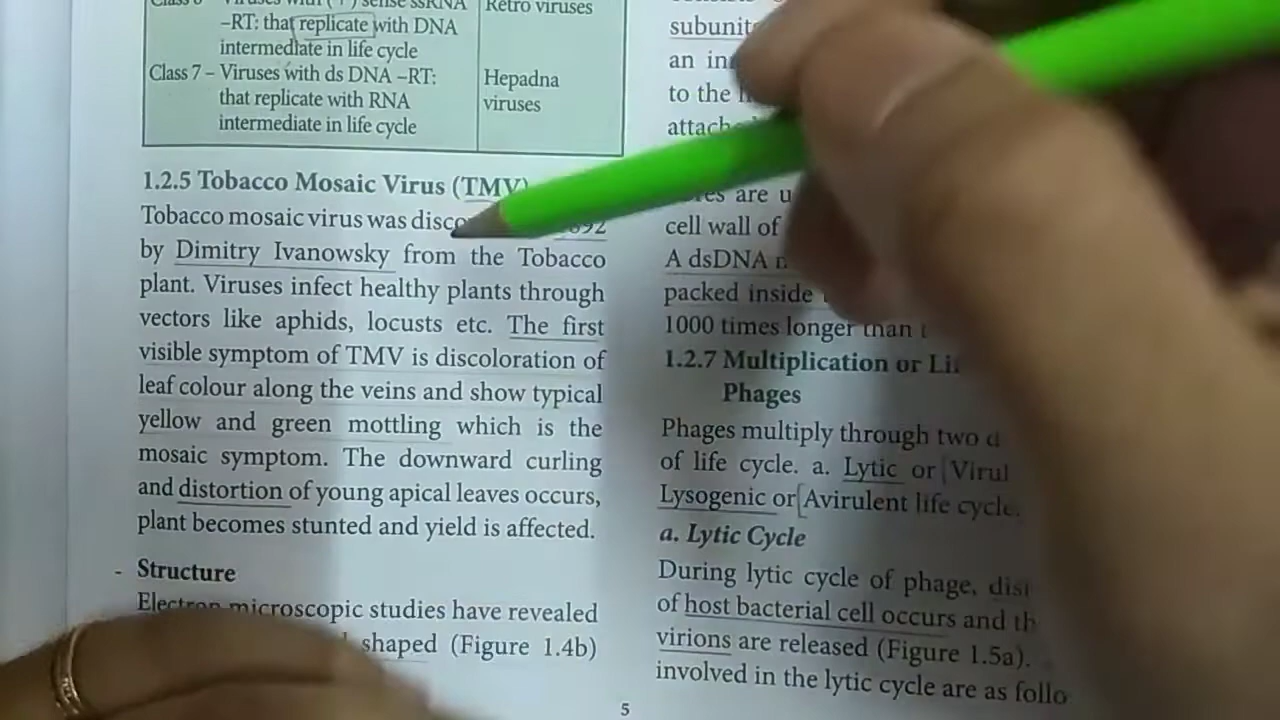 Class 6 – Viruses with (+) sense ssRNA
–RT: that replicate with DNA
intermediate in life cycle
Retro viruses
Class 7 – Viruses with ds DNA –RT:
that replicate with RNA
intermediate in life cycle
Hepadna
viruses
1.2.5 Tobacco Mosaic Virus (TMV)
Tobacco mosaic virus was
by Dimitry Ivanowsky from the Tobacco
plant. Viruses infect healthy plants through
vectors like aphids, locusts etc. The first
visible symptom of TMV is discoloration of
leaf colour along the veins and show typical
yellow and green mottling which is the
mosaic symptom. The downward curling
and distortion of young apical leaves occurs,
plant becomes stunted and yield is affected.
- Structure
Electron microscopic studies have revealed
shaped (Figure 1.4b)
5
an
to the
are
cell wall of
A dsDNA
packed inside
1000 times longer than
1.2.7 Multiplication or
Phages
Phages multiply through two
of life cycle. a. Lytic or
Lysogenic or Avirulent life cycle.
a. Lytic Cycle
During lytic cycle of phage,
of host bacterial cell occurs and
virions are released (Figure 1.5a).
involved in the lytic cycle are as